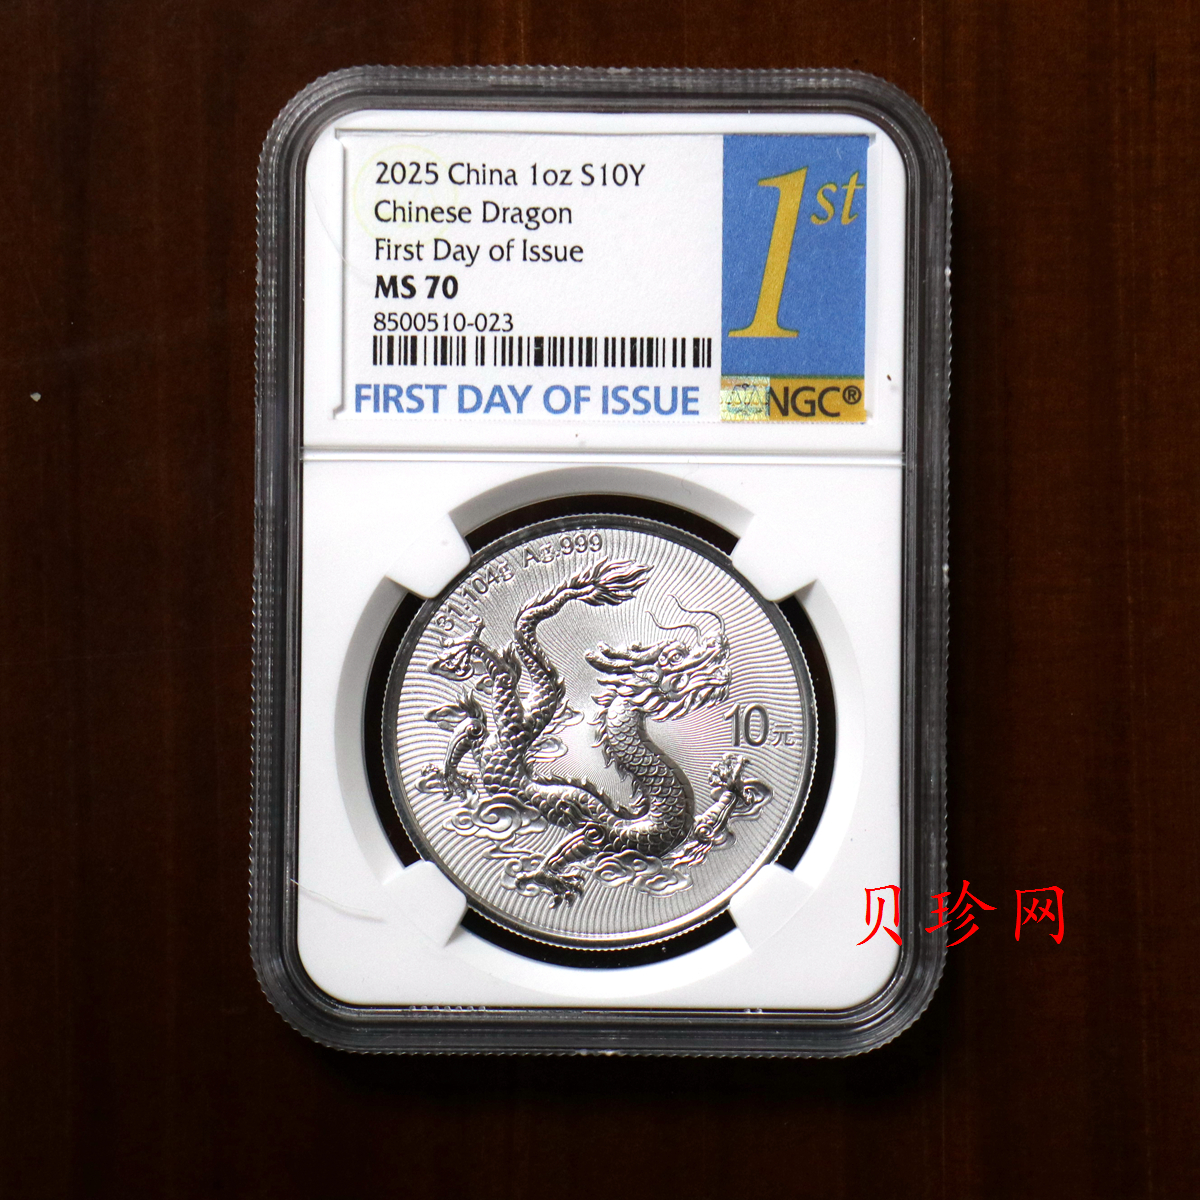 2025 China 1oz S10Y
Chinese Dragon
First Day of Issue
MS 70
8500510-023
FIRST DAY OF ISSUE
1st
NGC®
31.104g Ag.999
10元
贝珍网